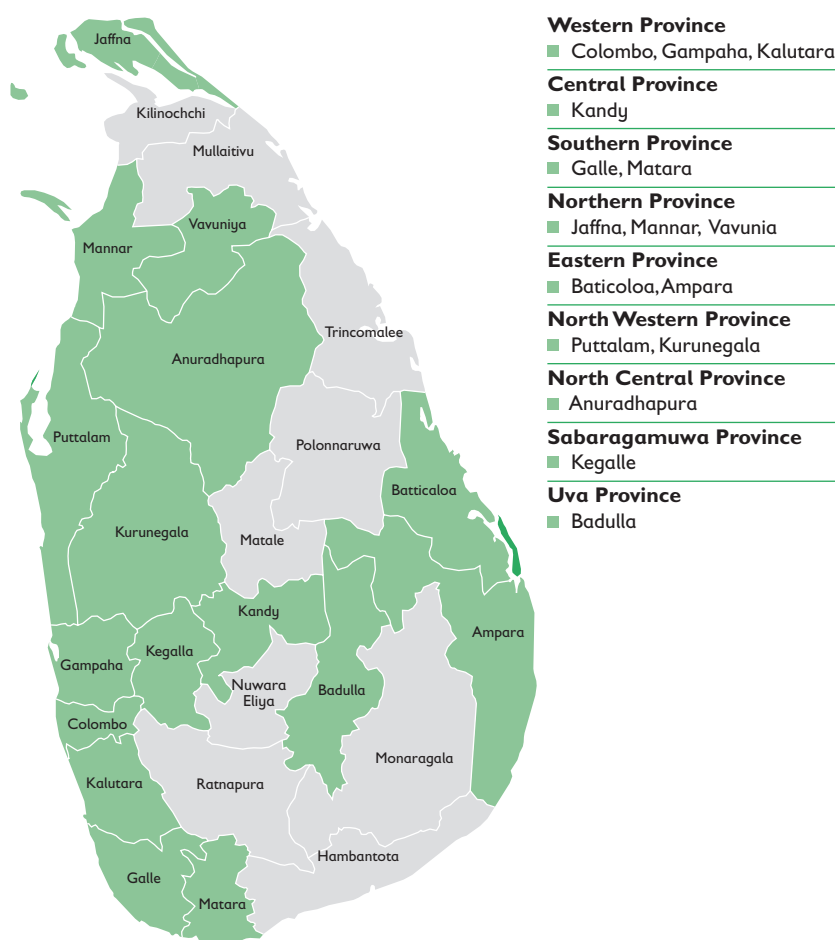 Jaffna
Kilinochchi
Mullaitivu
Vavuniya
Mannar
Trincomalee
Anuradhapura
Puttalam
Polonnaruwa
Batticaloa
Kurunegala
Matale
Kandy
Ampara
Gampaha
Kegalla
Nuwara
Eliya
Badulla
Colombo
Monaragala
Kalutara
Ratnapura
Hambantota
Galle
Matara
Western Province
Colombo, Gampaha, Kalutara
Central Province
Kandy
Southern Province
Galle, Matara
Northern Province
Jaffna, Mannar, Vavunia
Eastern Province
Baticoloa, Ampara
North Western Province
Puttalam, Kurunegala
North Central Province
Anuradhapura
Sabaragamuwa Province
Kegalle
Uva Province
Badulla